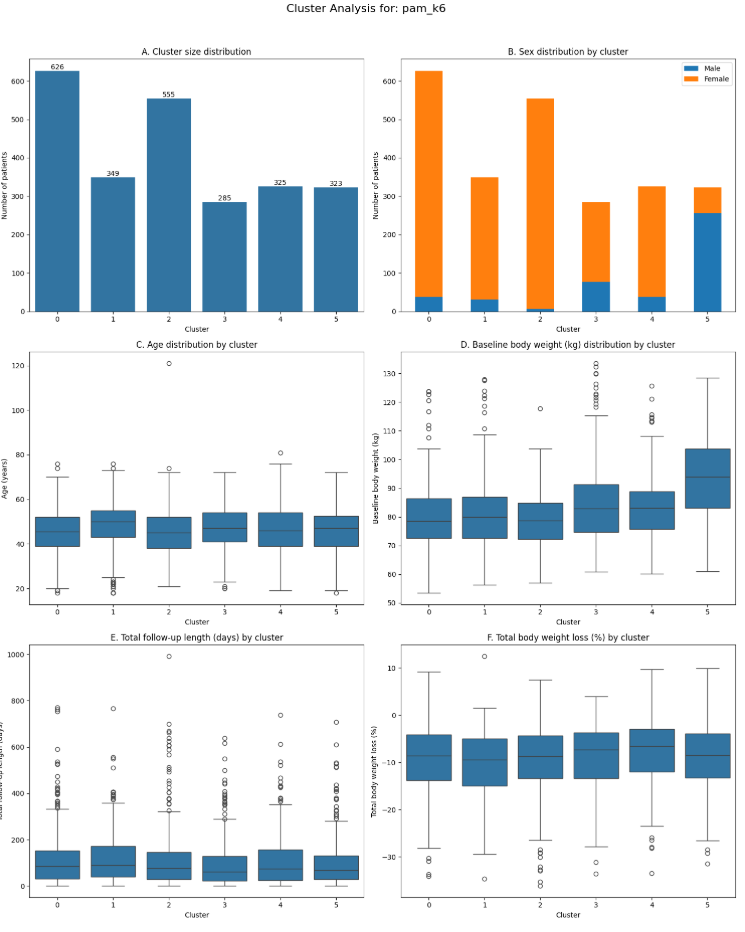 Cluster Analysis for: pam_k6
A. Cluster size distribution
626
349
555
285
325
323
600
500
400
300
200
100
0
Number of patients
0 1 2 3 4 5
Cluster
B. Sex distribution by cluster
Male
Female
600
500
400
300
200
100
0
Number of patients
0 1 2 3 4 5
Cluster
C. Age distribution by cluster
120
100
80
60
40
20
Age (years)
0 1 2 3 4 5
Cluster
D. Baseline body weight (kg) distribution by cluster
130
120
110
100
90
80
70
60
50
Baseline body weight (kg)
0 1 2 3 4 5
Cluster
E. Total follow-up length (days) by cluster
1000
800
600
400
200
0
follow-up length (days)
0 1 2 3 4 5
Cluster
F. Total body weight loss (%) by cluster
10
0
−10
−20
−30
Total body weight loss (%)
0 1 2 3 4 5
Cluster